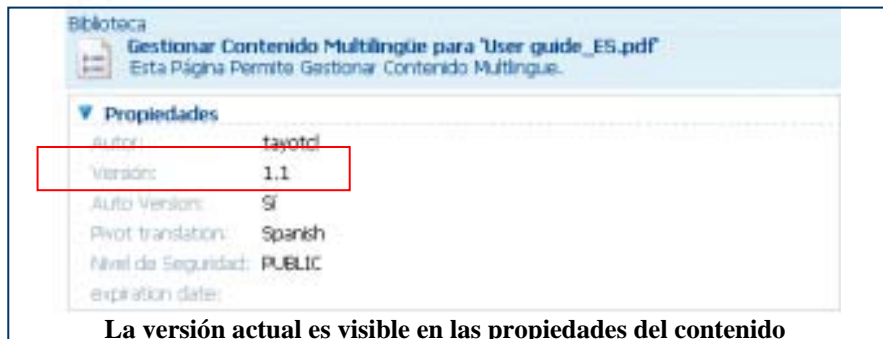 Biblioteca
Gestionar Contenido Multilingüe para 'User guide_ES.pdf'
Esta Página Permite Gestionar Contenido Multlingue.
Propiedades
Autor: tayotcl
Versión: 1.1
Auto Version: Sí
Pivot translation: Spanish
Nivel de Seguridad: PUBLIC
expiration date:
La versión actual es visible en las propiedades del contenido